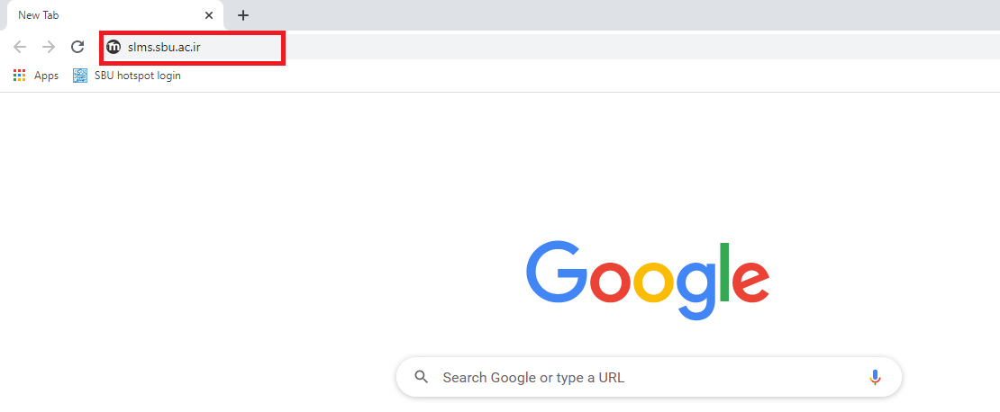 New Tab
slms.sbu.ac.ir
Apps SBU hotspot login
Google
Search Google or type a URL